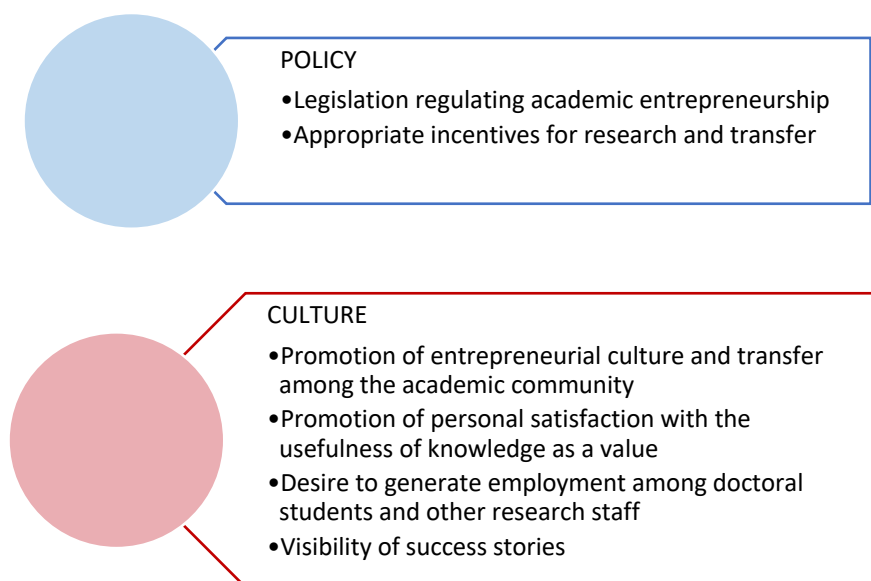 POLICY
•Legislation regulating academic entrepreneurship
•Appropriate incentives for research and transfer
CULTURE
•Promotion of entrepreneurial culture and transfer
among the academic community
•Promotion of personal satisfaction with the
usefulness of knowledge as a value
•Desire to generate employment among doctoral
students and other research staff
•Visibility of success stories